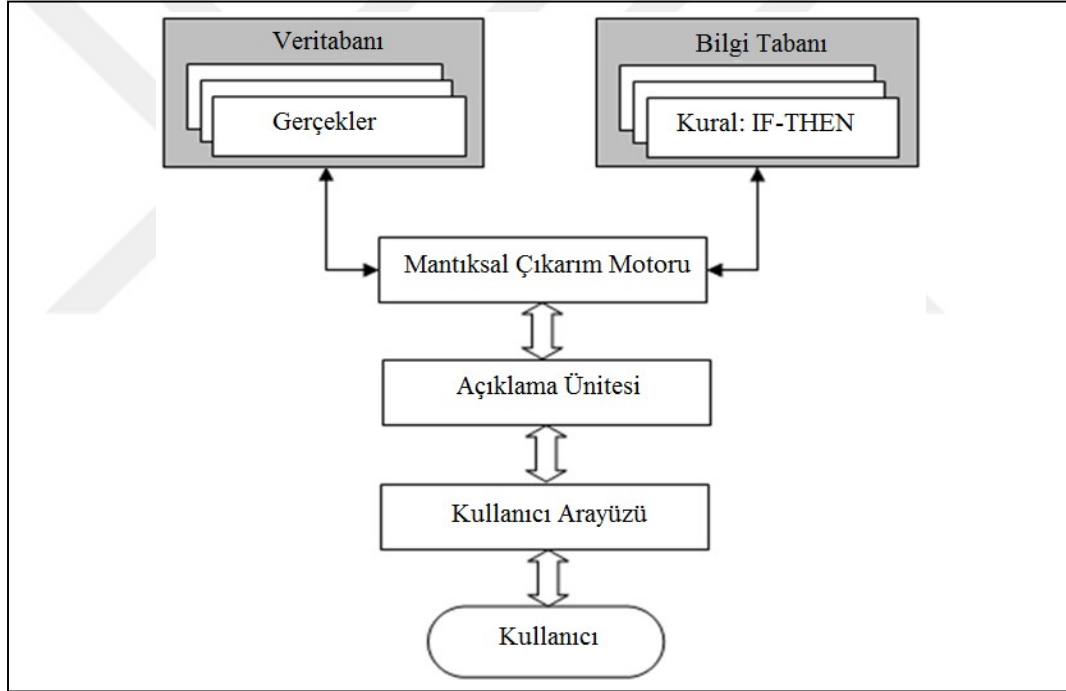 Veritabanı
Gerçekler
Bilgi Tabanı
Kural: IF-THEN
Mantıksal Çıkarım Motoru
Açıklama Ünitesi
Kullanıcı Arayüzü
Kullanıcı